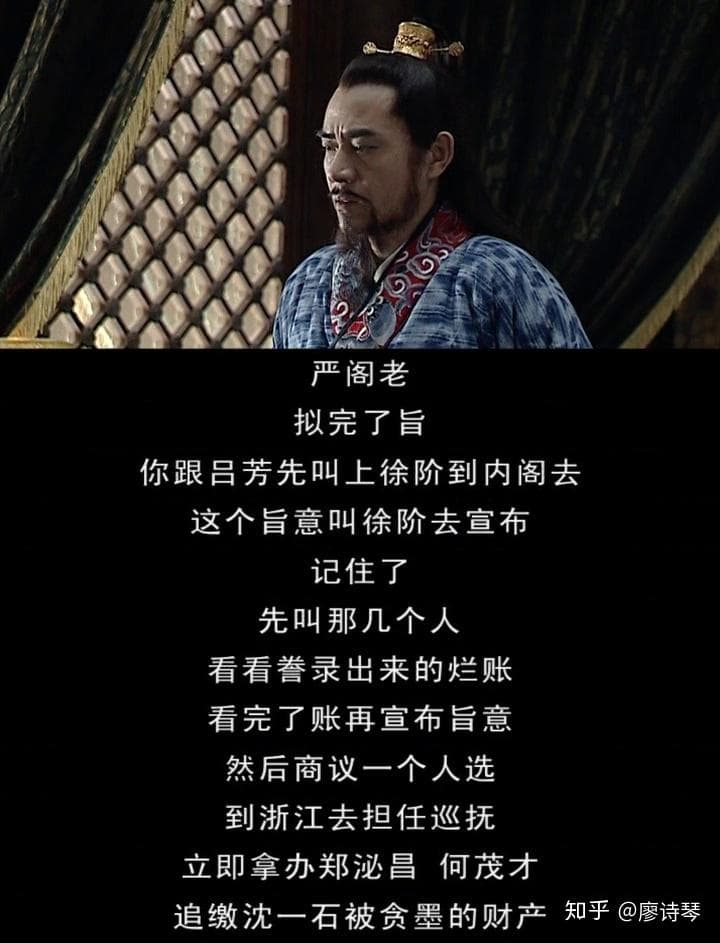 严阁老
拟完了旨
你跟吕芳先叫上徐阶到内阁去
这个旨意叫徐阶去宣布
记住了
先叫那几个人
看看誊录出来的烂账
看完了账再宣布旨意
然后商议一个人选
到浙江去担任巡抚
立即拿办郑泌昌 何茂才
追缴沈一石被贪墨的财产
知乎 @廖诗琴